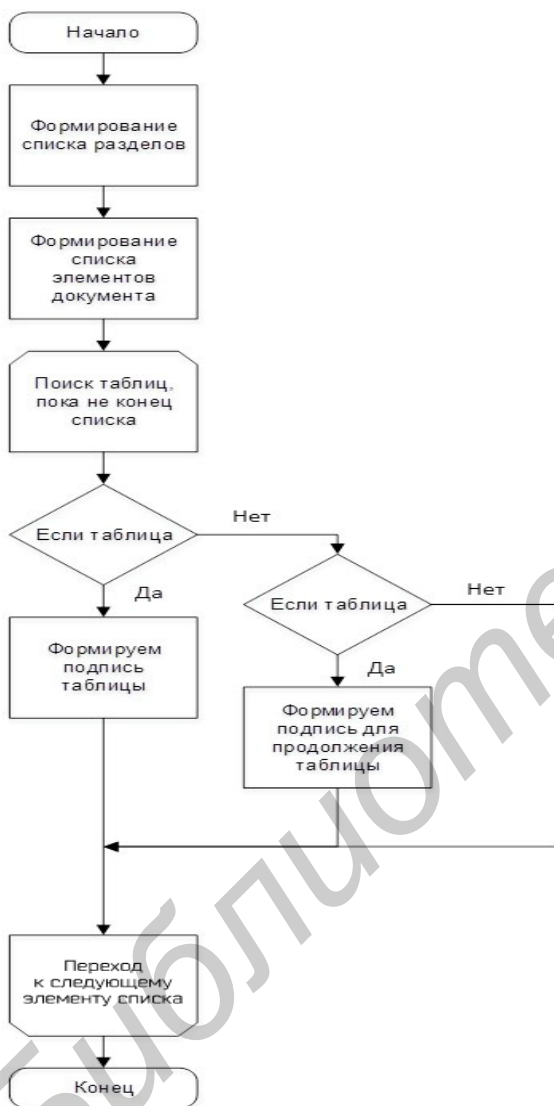 Начало
Формирование
списка разделов
Формирование
списка
элементов
документа
Поиск таблиц,
пока не конец
списка
Если таблица
Нет
Да
Если таблица
Нет
Да
Формируем
подпись
таблицы
Формируем
подпись для
продолжения
таблицы
Переход
к следующему
элементу списка
Конец